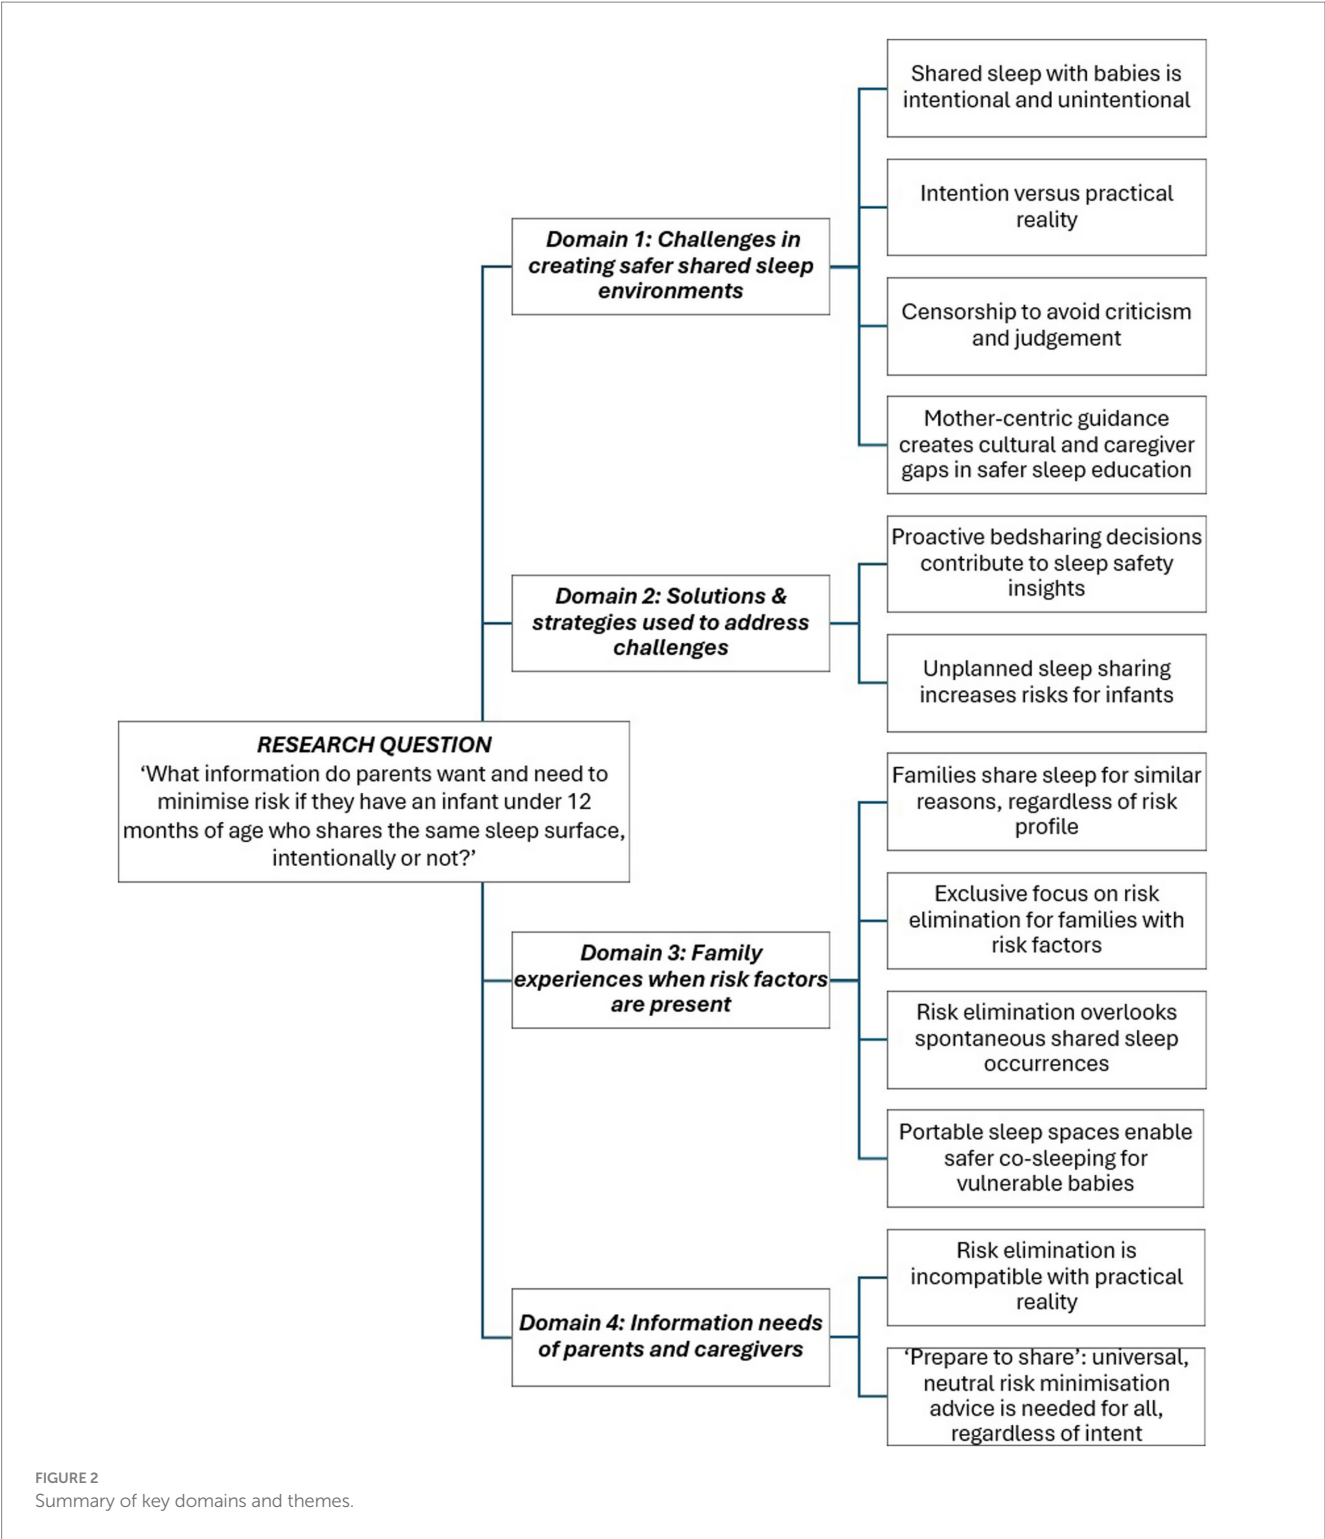 Shared sleep with babies is
intentional and unintentional
Intention versus practical
reality
Domain 1: Challenges in
creating safer shared sleep
environments
Censorship to avoid criticism
and judgement
Mother-centric guidance
creates cultural and caregiver
gaps in safer sleep education
Proactive bedsharing decisions
contribute to sleep safety
insights
Domain 2: Solutions &
strategies used to address
challenges
Unplanned sleep sharing
increases risks for infants
RESEARCH QUESTION
‘What information do parents want and need to
minimise risk if they have an infant under 12
months of age who shares the same sleep surface,
intentionally or not?’
Families share sleep for similar
reasons, regardless of risk
profile
Exclusive focus on risk
elimination for families with
risk factors
Domain 3: Family
experiences when risk factors
are present
Risk elimination overlooks
spontaneous shared sleep
occurrences
Portable sleep spaces enable
safer co-sleeping for
vulnerable babies
Risk elimination is
incompatible with practical
reality
Domain 4: Information needs
of parents and caregivers
‘Prepare to share’: universal,
neutral risk minimisation
advice is needed for all,
regardless of intent
FIGURE 2
Summary of key domains and themes.